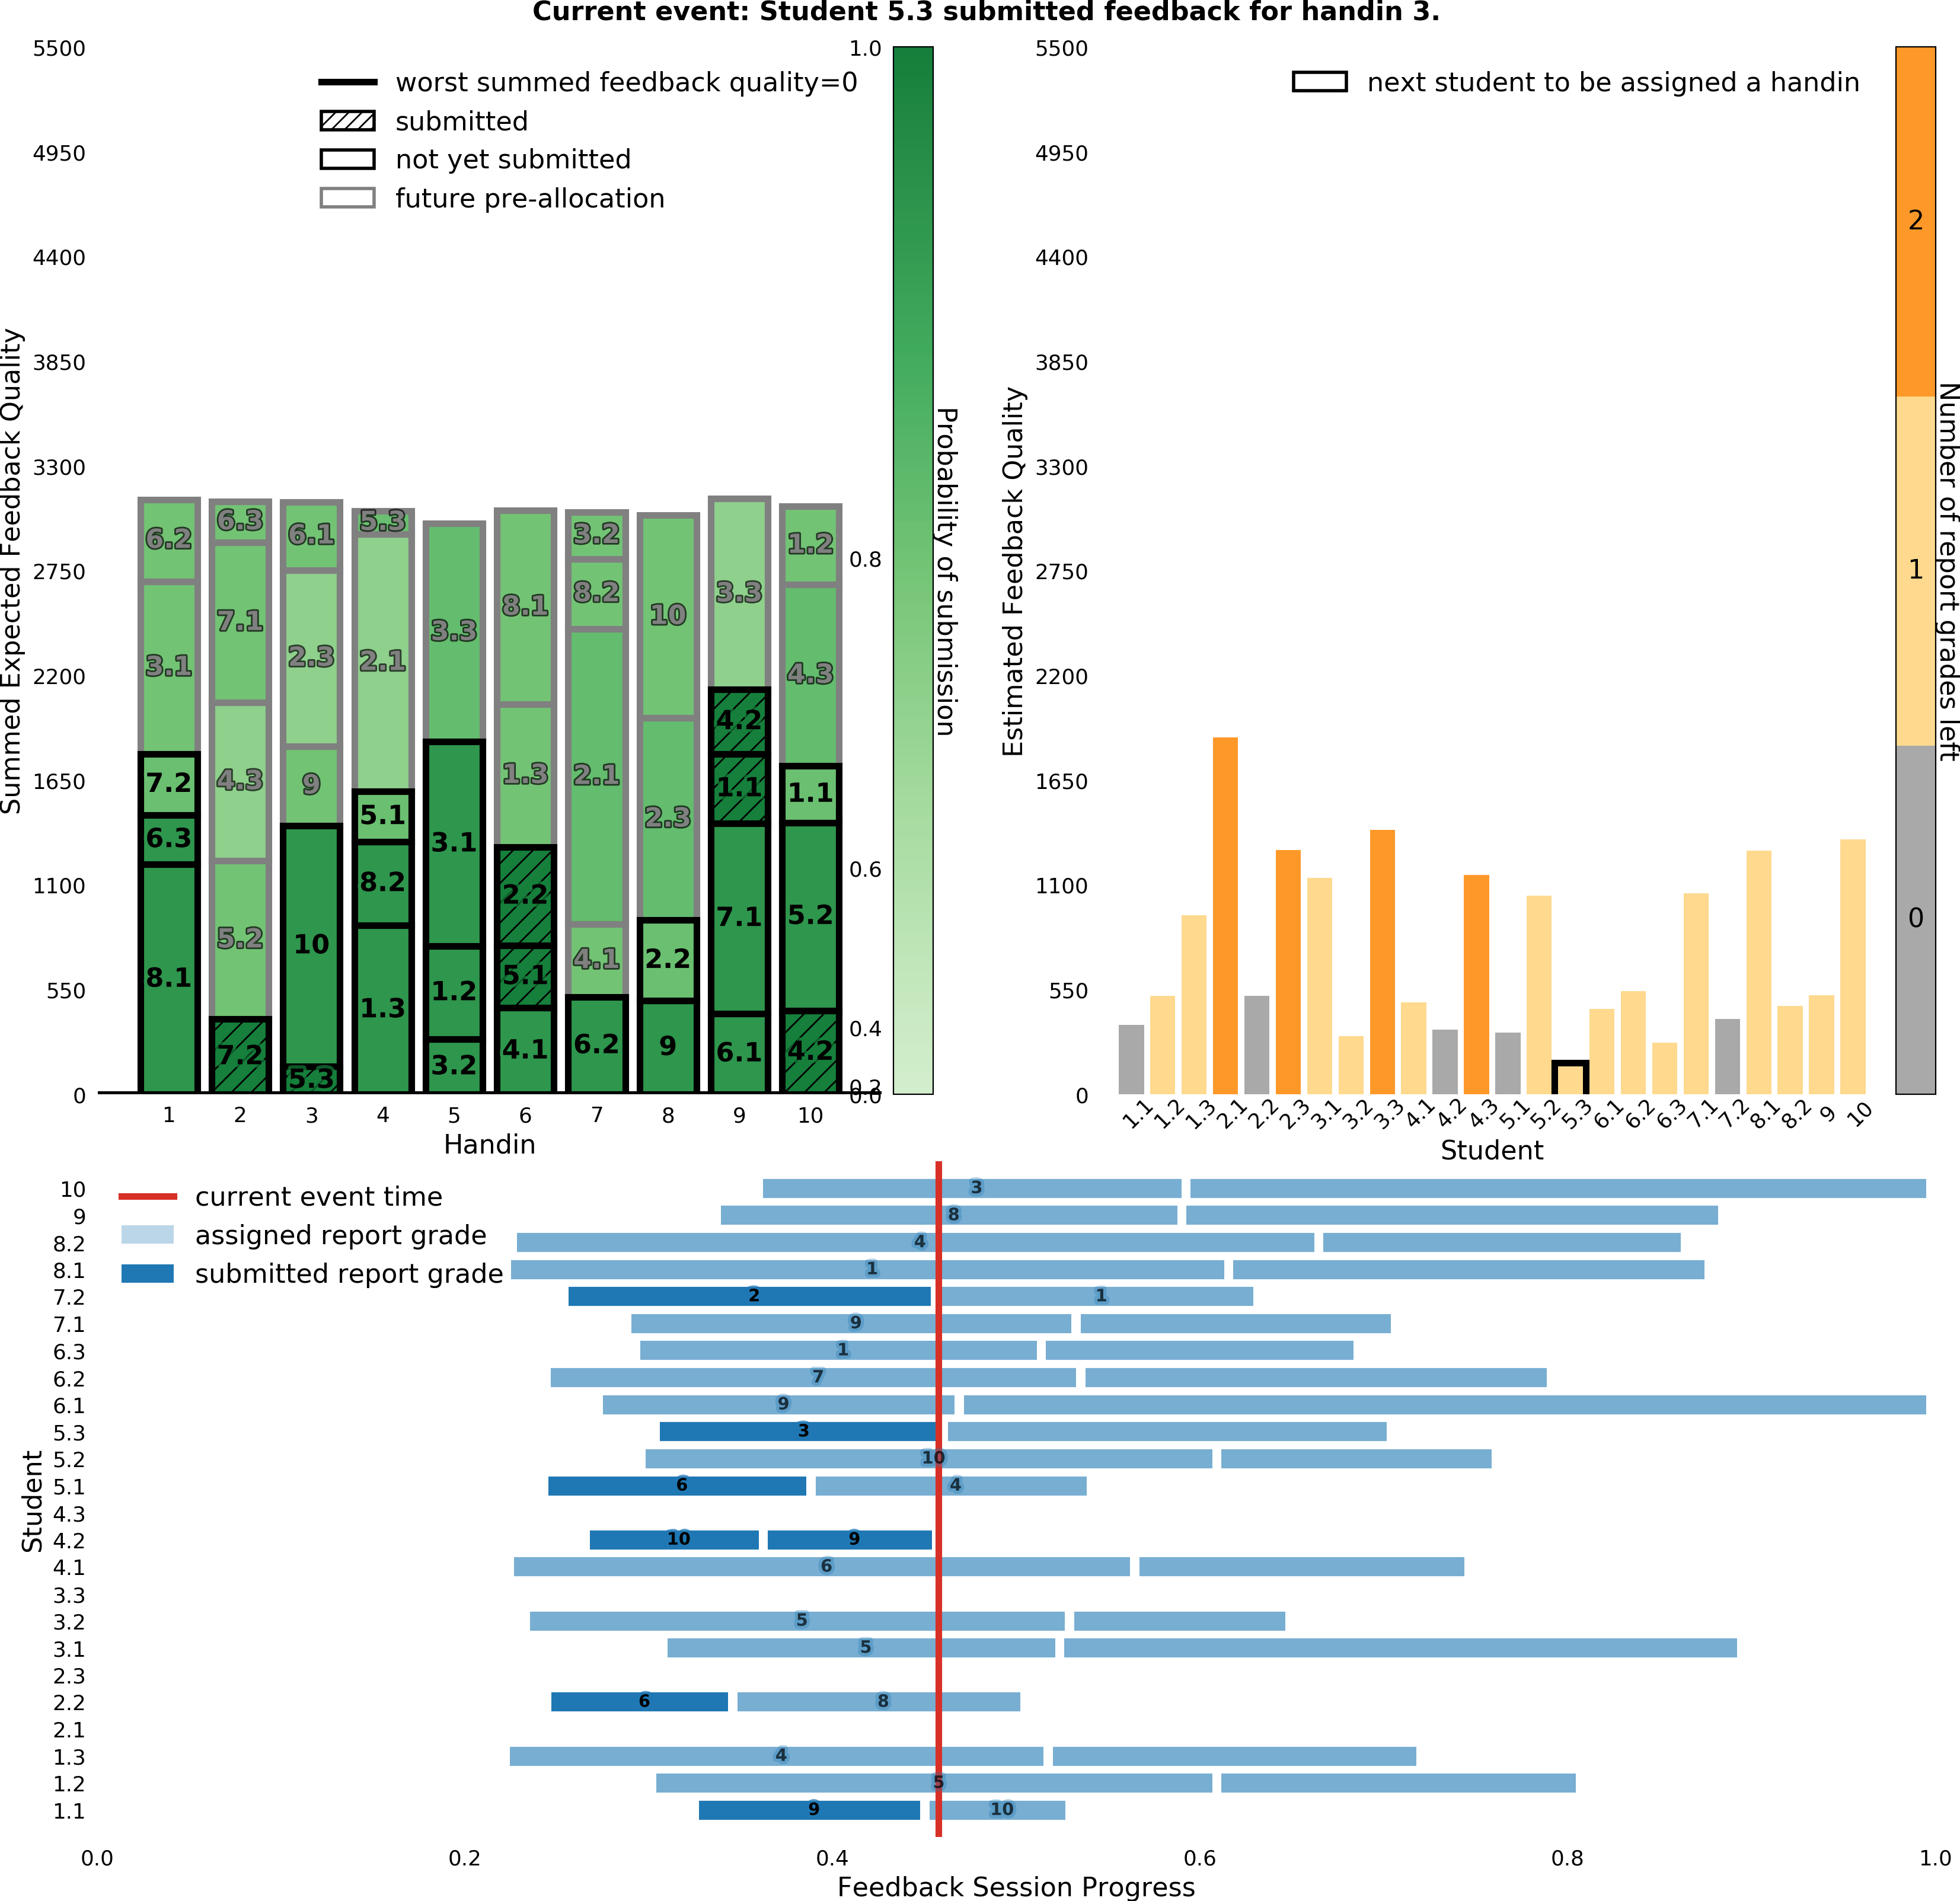 Current event: Student 5.3 submitted feedback for handin 3.
worst summed feedback quality=0
submitted
not yet submitted
future pre-allocation
Summed Expected Feedback Quality
5500
4950
4400
3850
3300
2750
2200
1650
1100
550
0
6.2 6.3 6.1 5.3 3.3 8.1 3.2 10 3.3 1.2
3.1 7.1 2.3 2.1 3.1 1.3 8.2 2.3 4.2 4.3
7.2 4.3 9 5.1 1.2 2.2 2.1 2.2 1.1 1.1
6.3 5.2 10 8.2 3.2 5.1 4.1 9 7.1 5.2
8.1 7.2 5.3 1.3 4.1 6.2 6.1 4.2
1 2 3 4 5 6 7 8 9 10
Handin
1.0
0.8
0.6
0.4
0.2
0.0
Probability of submission
next student to be assigned a handin
Estimated Feedback Quality
5500
4950
4400
3850
3300
2750
2200
1650
1100
550
0
1.1 1.2 1.3 2.1 2.2 2.3 3.1 3.2 3.3 4.1 4.2 4.3 5.1 5.2 5.3 6.1 6.2 6.3 7.1 7.2 8.1 8.2 9 10
Student
2
1
0
Number of report grades left
current event time
assigned report grade
submitted report grade
Student
10 3
9 8
8.2 4
8.1 1
7.2 2 1
7.1 9
6.3 1
6.2 7
6.1 9
5.3 3
5.2 10
5.1 6 4
4.3
4.2 10 9
4.1 6
3.3
3.2 5
3.1 5
2.3
2.2 6 8
2.1
1.3 4
1.2 5
1.1 9 10
0.0 0.2 0.4 0.6 0.8 1.0
Feedback Session Progress